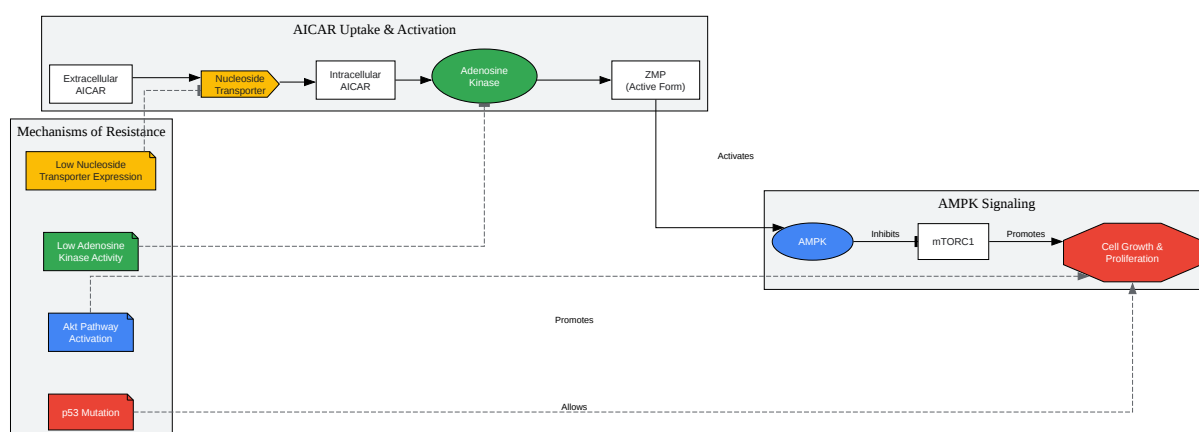 AICAR Uptake & Activation
Extracellular
AICAR
Nucleoside
Transporter
Intracellular
AICAR
Adenosine
Kinase
ZMP
(Active Form)
Mechanisms of Resistance
Low Nucleoside
Transporter Expression
Low Adenosine
Kinase Activity
Akt Pathway
Activation
p53 Mutation
Activates
AMPK Signaling
AMPK
Inhibits
mTORC1
Promotes
Cell Growth &
Proliferation
Promotes
Allows